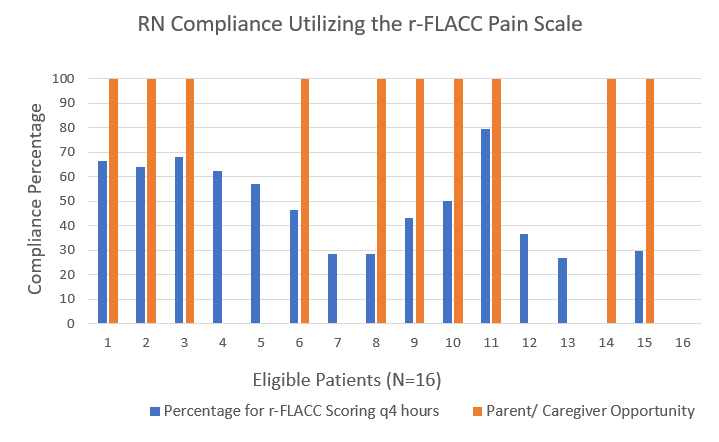 RN Compliance Utilizing the r-FLACC Pain Scale
Compliance Percentage
100
90
80
70
60
50
40
30
20
10
0
1 2 3 4 5 6 7 8 9 10 11 12 13 14 15 16
Eligible Patients (N=16)
Percentage for r-FLACC Scoring q4 hours Parent/ Caregiver Opportunity